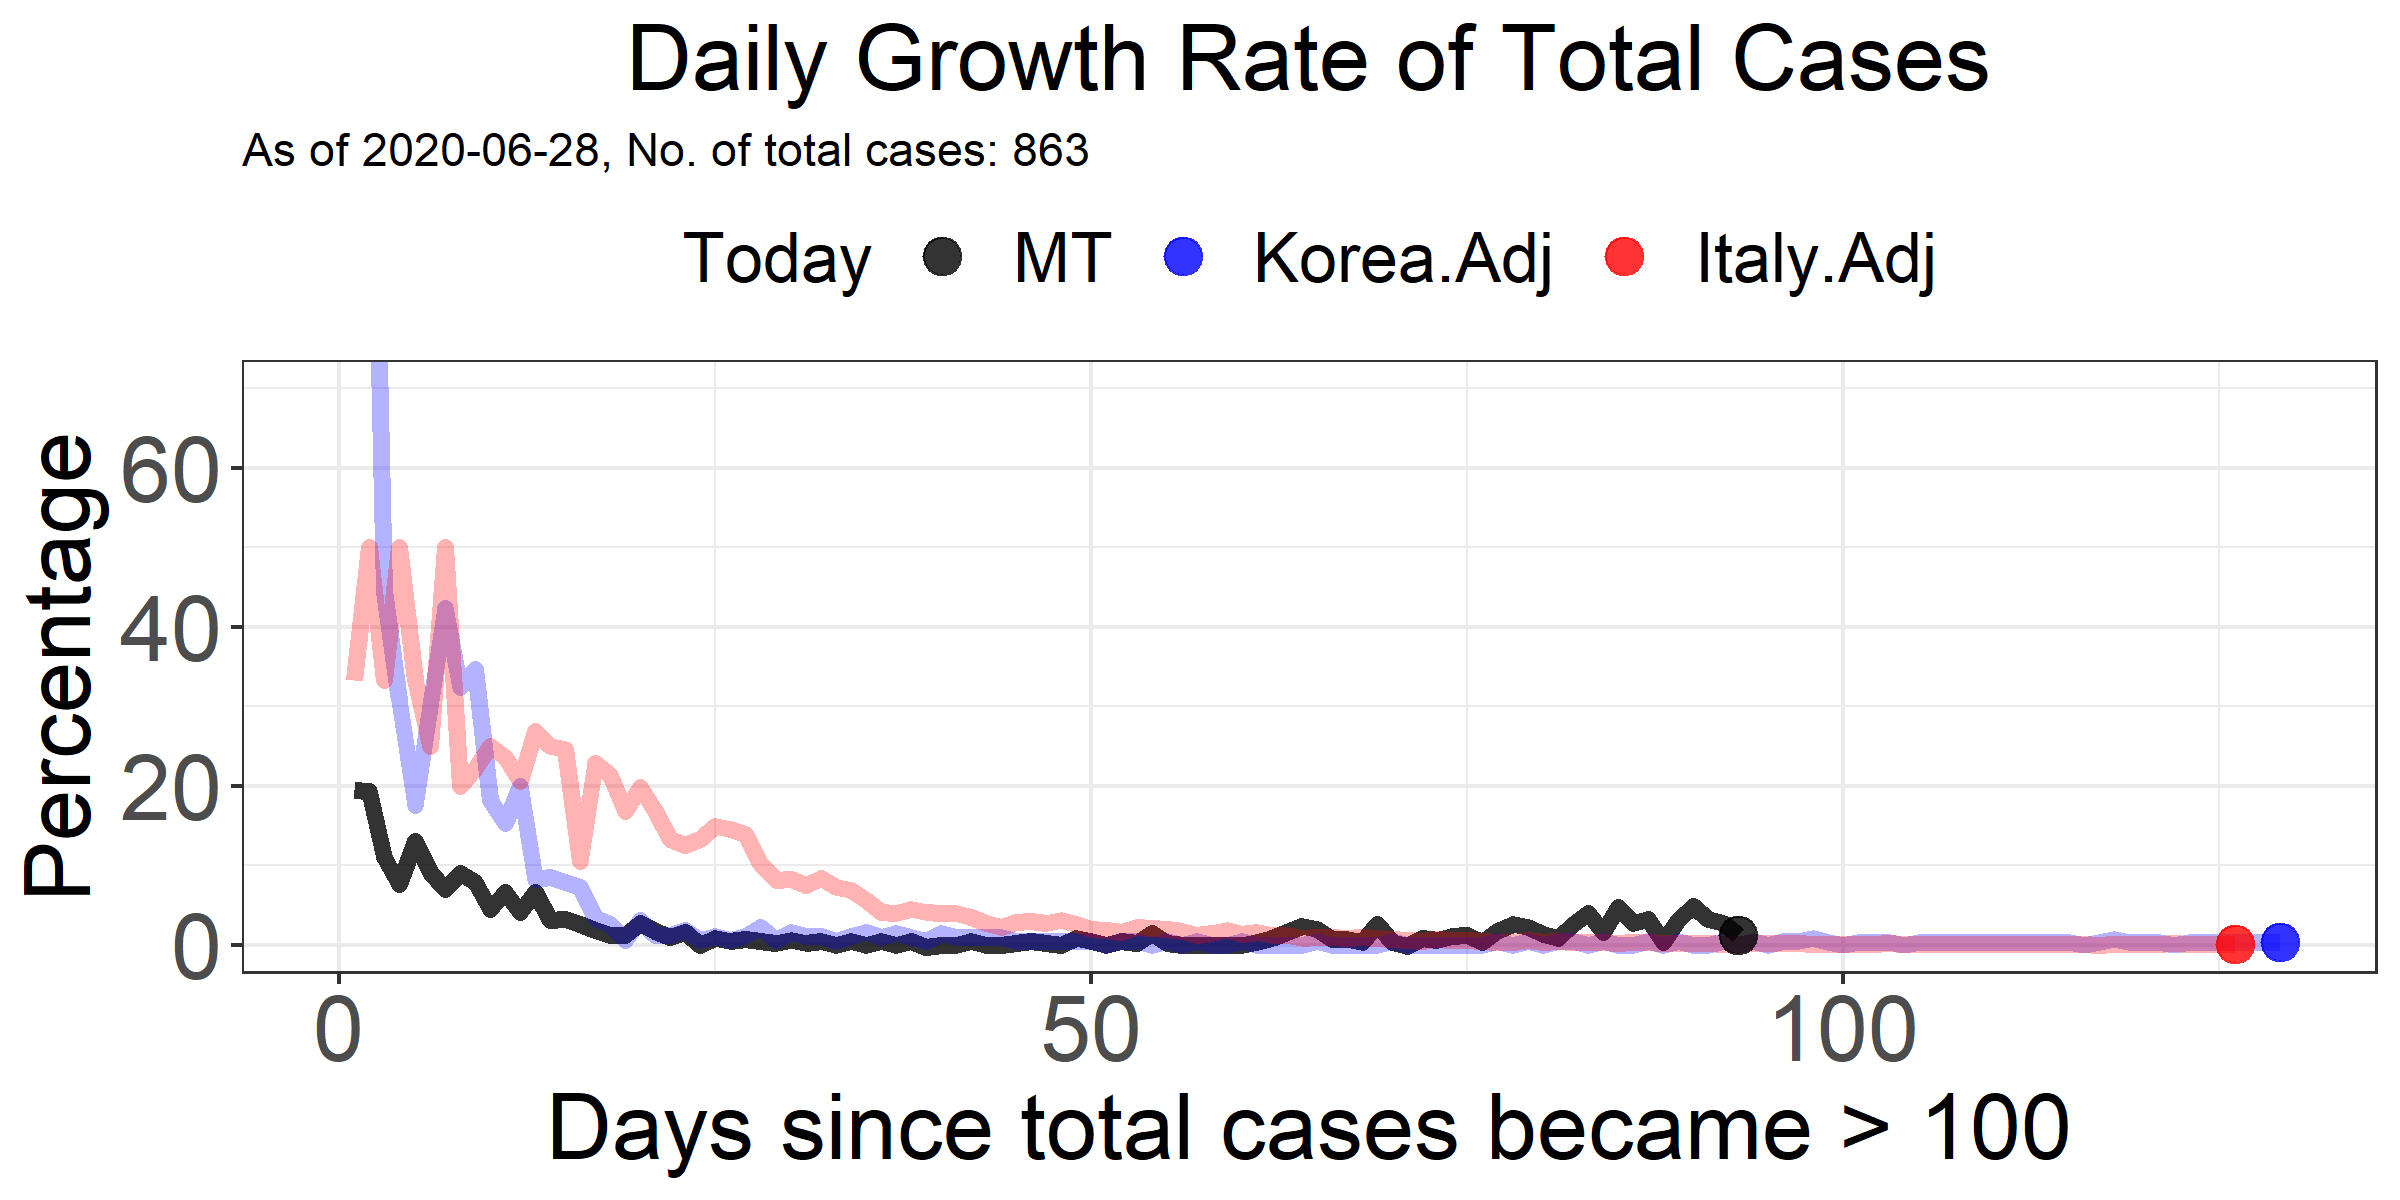 Daily Growth Rate of Total Cases
As of 2020-06-28, No. of total cases: 863
Today MT Korea.Adj Italy.Adj
Percentage
60
40
20
0
0 50 100
Days since total cases became > 100